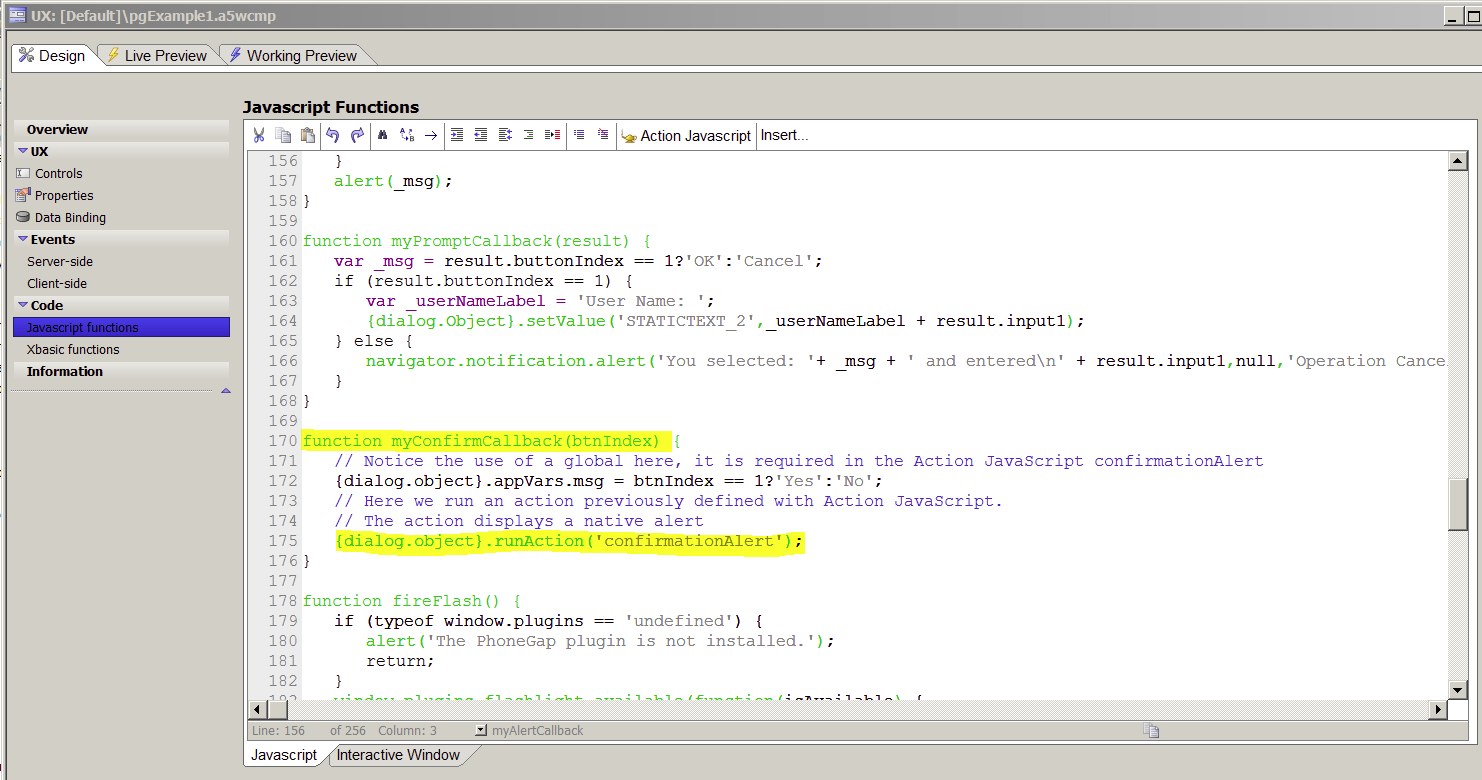 UX: [Default]\pgExample1.a5wcmp
Design Live Preview Working Preview
Overview
UX
Controls
Properties
Data Binding
Events
Server-side
Client-side
Code
Javascript functions
Xbasic functions
Information
Javascript Functions
Action Javascript Insert...
156 }
157 alert(_msg);
158 }
159
160 function myPromptCallback(result) {
161 var _msg = result.buttonIndex == 1?'OK':'Cancel';
162 if (result.buttonIndex == 1) {
163 var _userNameLabel = 'User Name: ';
164 {dialog.Object}.setValue('STATICTEXT_2',_userNameLabel + result.input1);
165 } else {
166 navigator.notification.alert('You selected: '+ _msg + ' and entered\n' + result.input1,null,'Operation Cance
167 }
168 }
169
170 function myConfirmCallback(btnIndex) {
171 // Notice the use of a global here, it is required in the Action JavaScript confirmationAlert
172 {dialog.object}.appVars.msg = btnIndex == 1?'Yes':'No';
173 // Here we run an action previously defined with Action JavaScript.
174 // The action displays a native alert
175 {dialog.object}.runAction('confirmationAlert');
176 }
177
178 function fireFlash() {
179 if (typeof window.plugins == 'undefined') {
180 alert('The PhoneGap plugin is not installed.');
181 return;
182 }
Line: 156 of 256 Column: 3 myAlertCallback
Javascript Interactive Window